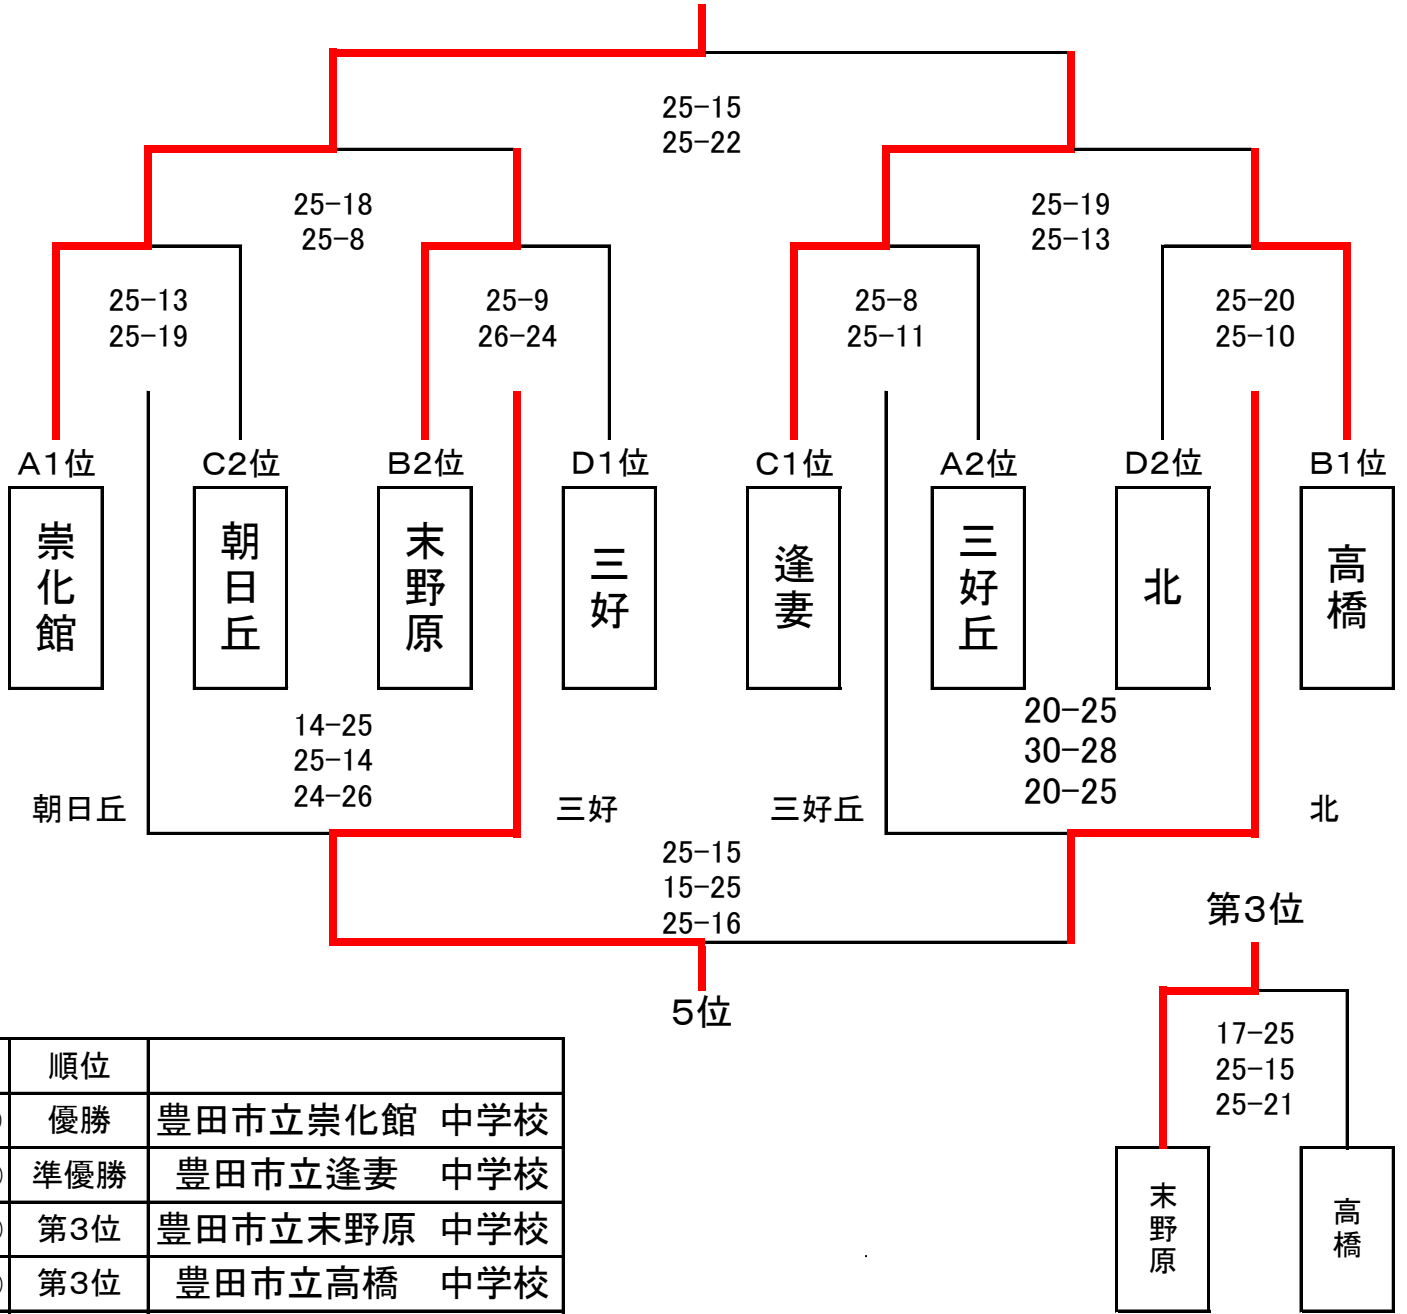 25-15
25-22
25-18
25-8
25-19
25-13
25-13
25-19
25-9
26-24
25-8
25-11
25-20
25-10
A1位 C2位 B2位 D1位 C1位 A2位 D2位 B1位
崇化館
朝日丘
末野原
三好
逢妻
三好丘
北
高橋
14-25
25-14
24-26
20-25
30-28
20-25
朝日丘 三好 三好丘 北
25-15
15-25
25-16
5位
第3位
17-25
25-15
25-21
末野原
高橋
順位
優勝 豊田市立崇化館 中学校
準優勝 豊田市立逢妻 中学校
第3位 豊田市立末野原 中学校
第3位 豊田市立高橋 中学校